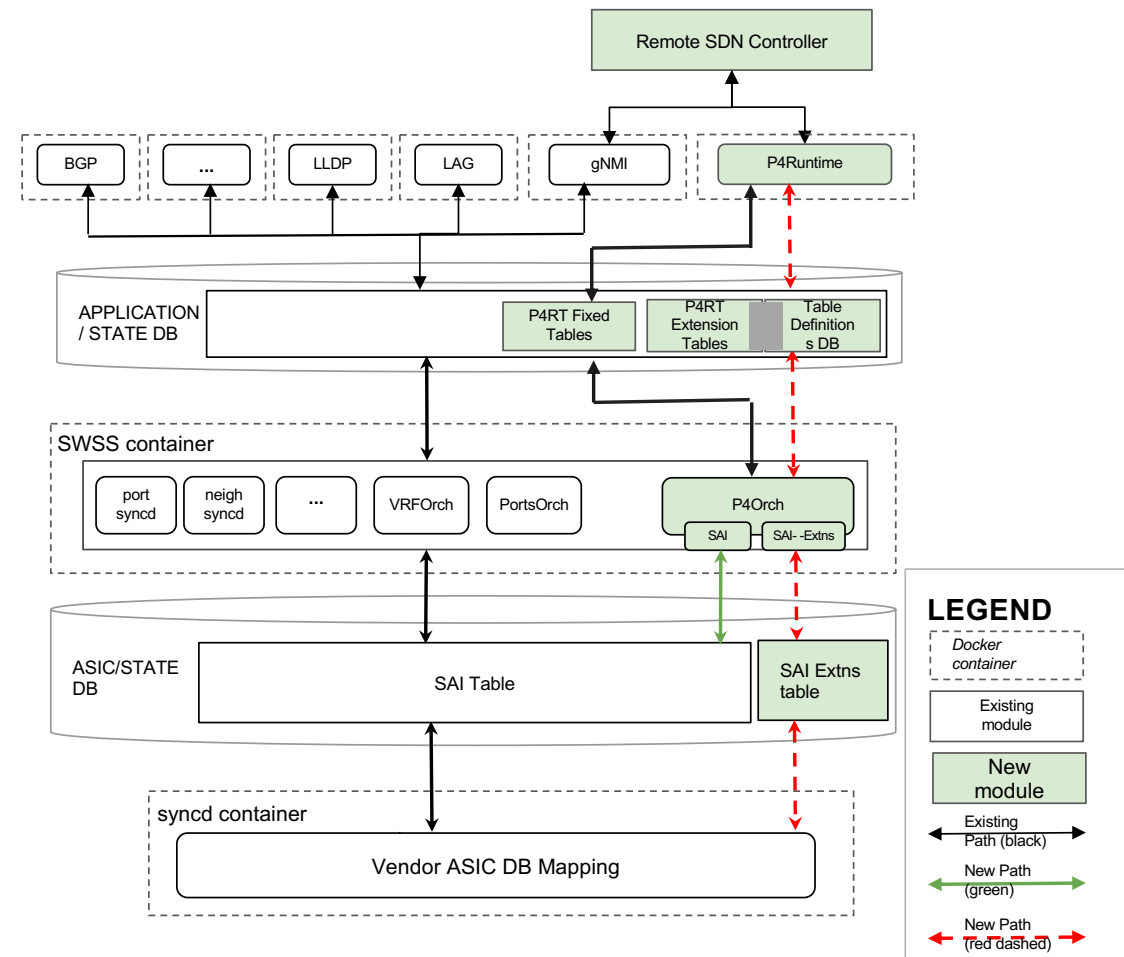 Remote SDN Controller
BGP
...
LLDP
LAG
gNMI
P4Runtime
APPLICATION
/ STATE DB
P4RT Fixed
Tables
P4RT
Extension
Tables
Table
Definition
s DB
SWSS container
port
syncd
neigh
syncd
...
VRFOrch
PortsOrch
P4Orch
SAI
SAI- -Extns
ASIC/STATE
DB
SAI Table
SAI Extns
table
syncd container
Vendor ASIC DB Mapping
LEGEND
Docker
container
Existing
module
New
module
Existing
Path (black)
New Path
(green)
New Path
(red dashed)